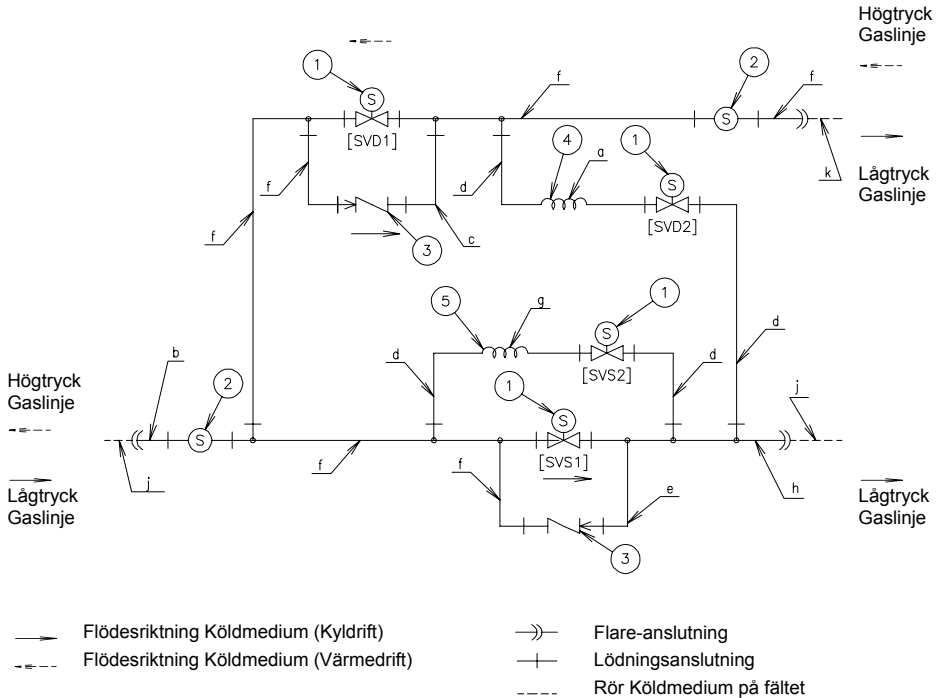 Högtryck
Gaslinje
1
2
f
f
S
S
[SVD1]
k
Lågtryck
Gaslinje
4
a
1
f
d
S
[SVD2]
f
3
c
5
g
1
S
d
d
d
[SVS2]
Högtryck
Gaslinje
b
2
1
j
S
S
[SVS1]
j
f
h
Lågtryck
Gaslinje
f
e
Lågtryck
Gaslinje
3
Flödesriktning Köldmedium (Kyldrift)
Flare-anslutning
Flödesriktning Köldmedium (Värmedrift)
Lödningsanslutning
Rör Köldmedium på fältet